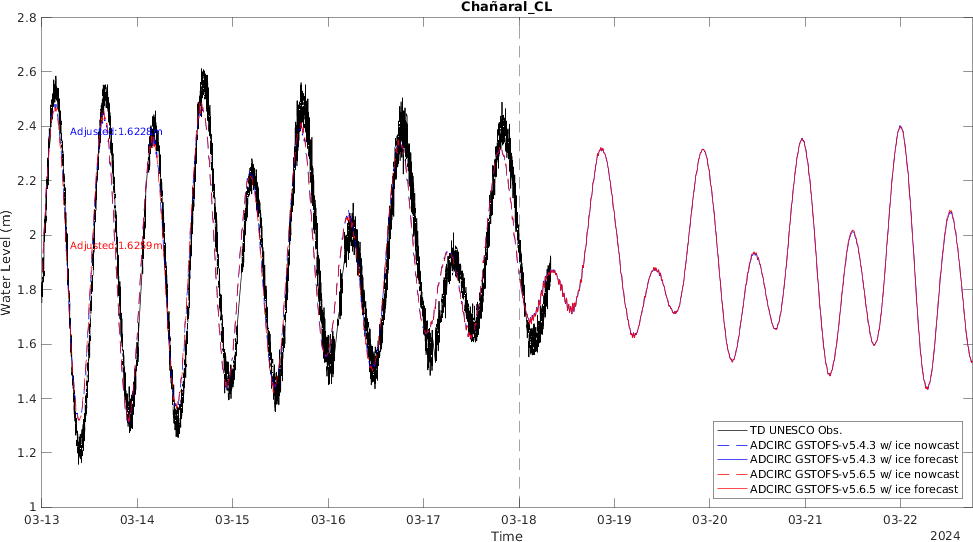 Chañaral_CL
2.8
2.6
2.4
2.2
2
1.8
1.6
1.4
1.2
1
Water Level (m)
Adjusted:1.6228m
Adjusted:1.6259m
TD UNESCO Obs.
ADCIRC GSTOFS-v5.4.3 w/ ice nowcast
ADCIRC GSTOFS-v5.4.3 w/ ice forecast
ADCIRC GSTOFS-v5.6.5 w/ ice nowcast
ADCIRC GSTOFS-v5.6.5 w/ ice forecast
03-13 03-14 03-15 03-16 03-17 03-18 03-19 03-20 03-21 03-22
Time
2024